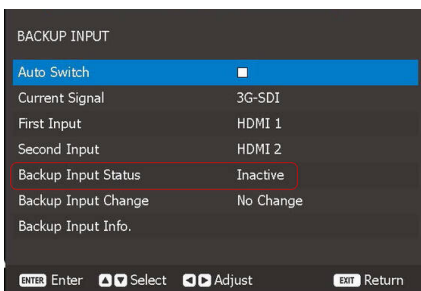 BACKUP INPUT
Auto Switch
Current Signal 3G-SDI
First Input HDMI 1
Second Input HDMI 2
Backup Input Status Inactive
Backup Input Change No Change
Backup Input Info.
ENTER Enter Select Adjust EXIT Return